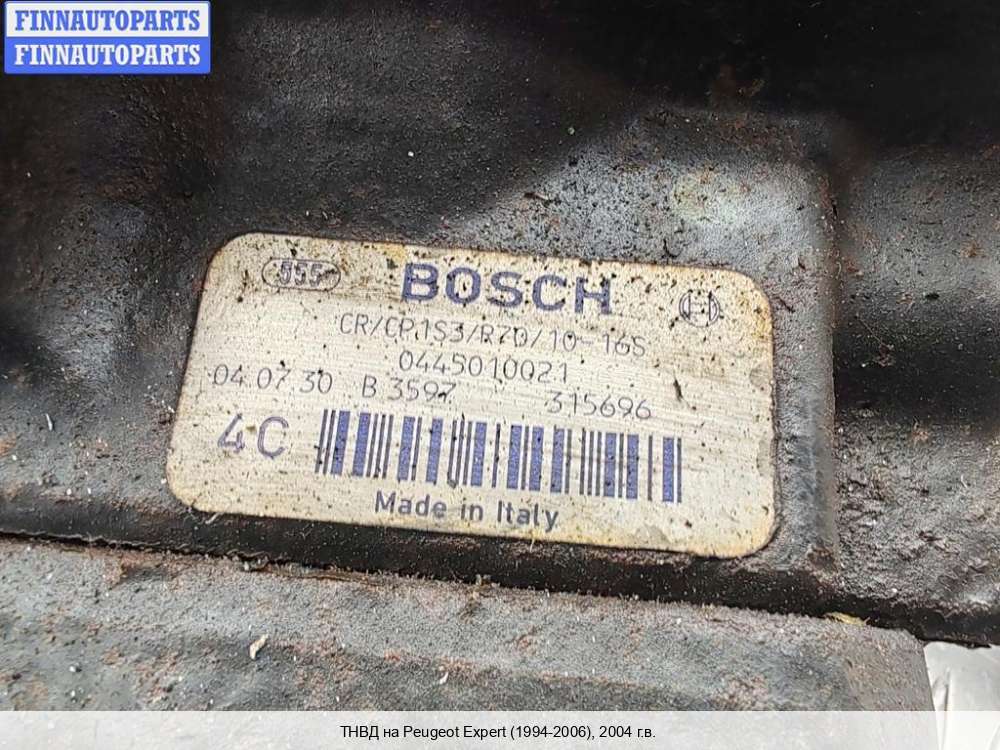 FINNAUTOPARTS
FINNAUTOPARTS
555 BOSCH
CR/CP1S3/R70/10-16S
0445010021
04 07 30 B 3597 315696
4C
Made in Italy
ТНВД на Peugeot Expert (1994-2006), 2004 г.в.